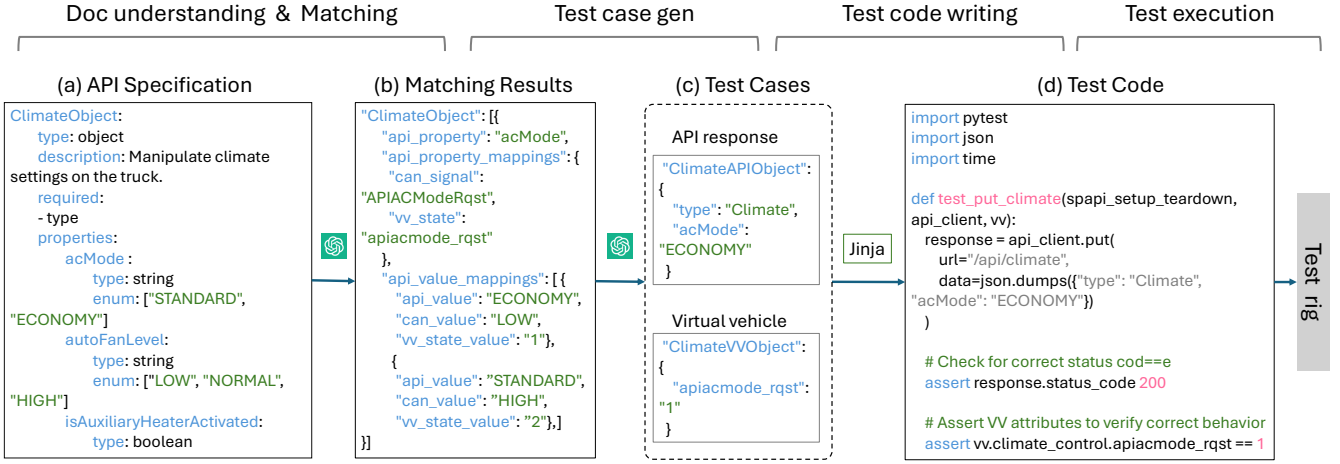 Doc understanding & Matching
Test case gen
Test code writing
Test execution
(a) API Specification
ClimateObject:
type: object
description: Manipulate climate
settings on the truck.
required:
- type
properties:
acMode :
type: string
enum: ["STANDARD",
"ECONOMY"]
autoFanLevel:
type: string
enum: ["LOW", "NORMAL",
"HIGH"]
isAuxiliaryHeaterActivated:
type: boolean
(b) Matching Results
"ClimateObject": [{
"api_property": "acMode",
"api_property_mappings": {
"can_signal":
"APIACModeRqst",
"vv_state":
"apiacmode_rqst"
},
"api_value_mappings": [ {
"api_value": "ECONOMY",
"can_value": "LOW",
"vv_state_value": "1"},
{
"api_value": ”STANDARD",
"can_value": ”HIGH",
"vv_state_value": ”2"},]
}]
(c) Test Cases
API response
"ClimateAPIObject":
{
"type": "Climate",
"acMode":
"ECONOMY"
}
Virtual vehicle
"ClimateVVObject":
{
"apiacmode_rqst":
"1"
}
Jinja
(d) Test Code
import pytest
import json
import time
def test_put_climate(spapi_setup_teardown,
api_client, vv):
response = api_client.put(
url="/api/climate",
data=json.dumps({"type": "Climate",
"acMode": "ECONOMY"})
)
# Check for correct status cod==e
assert response.status_code 200
# Assert VV attributes to verify correct behavior
assert vv.climate_control.apiacmode_rqst == 1
Test rig